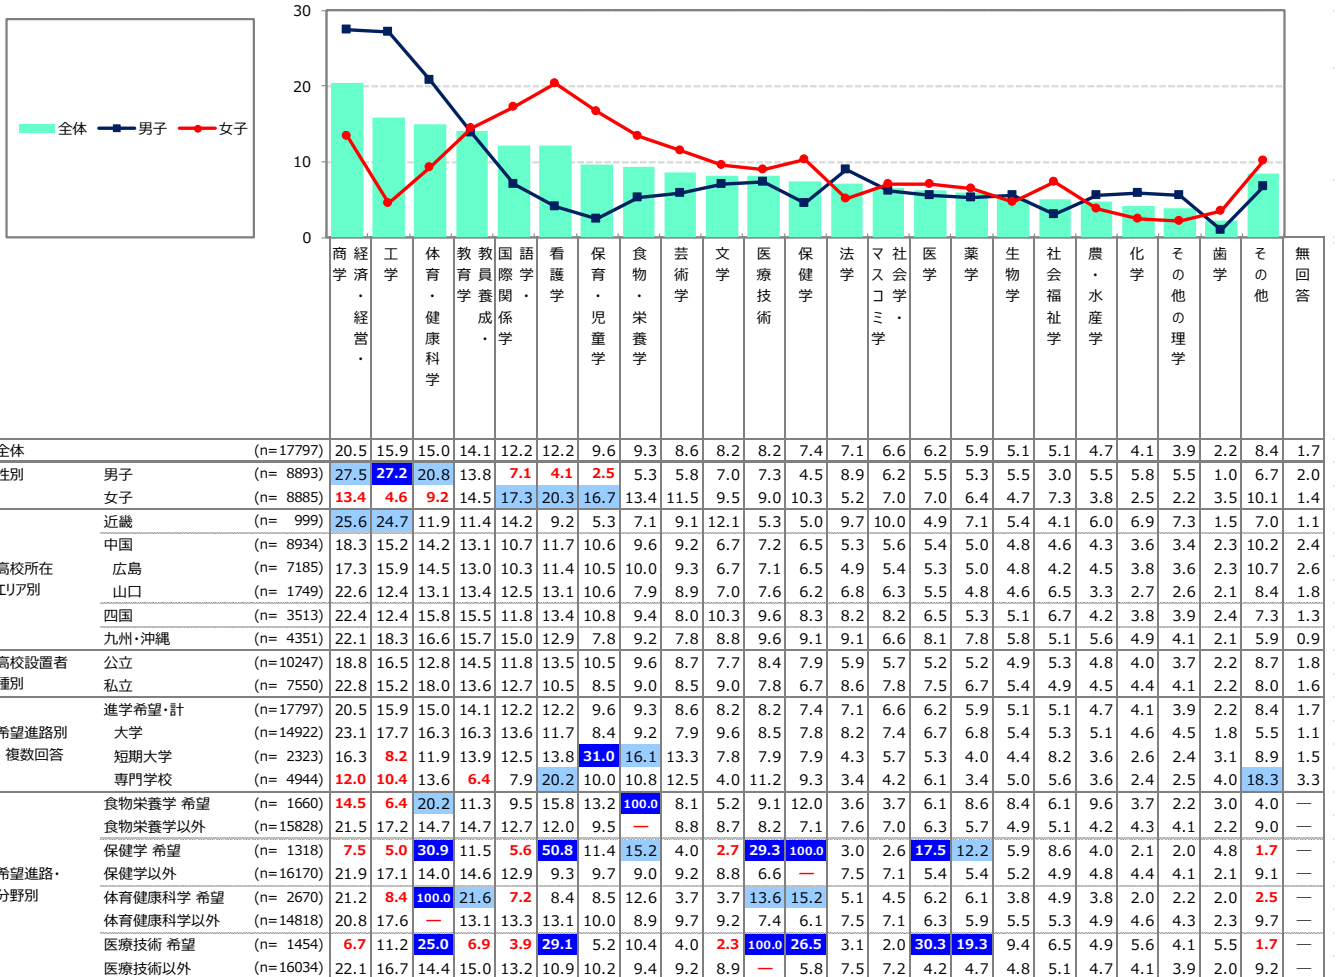 30
20
10
0
全体 男子 女子
商学 経済・経営・
工学
体育・健康科学
教育学 教員養成・
国際関係学 語学・
看護学
保育・児童学
食物・栄養学
芸術学
文学
医療技術
保健学
法学
マスコミ学 社会学・
医学
薬学
生物学
社会福祉学
農・水産学
化学
その他の理学
歯学
その他
無回答
全体 (n=17797) 20.5 15.9 15.0 14.1 12.2 12.2 9.6 9.3 8.6 8.2 8.2 7.4 7.1 6.6 6.2 5.9 5.1 5.1 4.7 4.1 3.9 2.2 8.4 1.7
性別 男子 (n= 8893) 27.5 27.2 20.8 13.8 7.1 4.1 2.5 5.3 5.8 7.0 7.3 4.5 8.9 6.2 5.5 5.3 5.5 3.0 5.5 5.8 5.5 1.0 6.7 2.0
女子 (n= 8885) 13.4 4.6 9.2 14.5 17.3 20.3 16.7 13.4 11.5 9.5 9.0 10.3 5.2 7.0 7.0 6.4 4.7 7.3 3.8 2.5 2.2 3.5 10.1 1.4
高校所在
エリア別
近畿 (n= 999) 25.6 24.7 11.9 11.4 14.2 9.2 5.3 7.1 9.1 12.1 5.3 5.0 9.7 10.0 4.9 7.1 5.4 4.1 6.0 6.9 7.3 1.5 7.0 1.1
中国 (n= 8934) 18.3 15.2 14.2 13.1 10.7 11.7 10.6 9.6 9.2 6.7 7.2 6.5 5.3 5.6 5.4 5.0 4.8 4.6 4.3 3.6 3.4 2.3 10.2 2.4
広島 (n= 7185) 17.3 15.9 14.5 13.0 10.3 11.4 10.5 10.0 9.3 6.7 7.1 6.5 4.9 5.4 5.3 5.0 4.8 4.2 4.5 3.8 3.6 2.3 10.7 2.6
山口 (n= 1749) 22.6 12.4 13.1 13.4 12.5 13.1 10.6 7.9 8.9 7.0 7.6 6.2 6.8 6.3 5.5 4.8 4.6 6.5 3.3 2.7 2.6 2.1 8.4 1.8
四国 (n= 3513) 22.4 12.4 15.8 15.5 11.8 13.4 10.8 9.4 8.0 10.3 9.6 8.3 8.2 8.2 6.5 5.3 5.1 6.7 4.2 3.8 3.9 2.4 7.3 1.3
九州・沖縄 (n= 4351) 22.1 18.3 16.6 15.7 15.0 12.9 7.8 9.2 7.8 8.8 9.6 9.1 9.1 6.6 8.1 7.8 5.8 5.1 5.6 4.9 4.1 2.1 5.9 0.9
高校設置者
種別
公立 (n=10247) 18.8 16.5 12.8 14.5 11.8 13.5 10.5 9.6 8.7 7.7 8.4 7.9 5.9 5.7 5.2 5.2 4.9 5.3 4.8 4.0 3.7 2.2 8.7 1.8
私立 (n= 7550) 22.8 15.2 18.0 13.6 12.7 10.5 8.5 9.0 8.5 9.0 7.8 6.7 8.6 7.8 7.5 6.7 5.4 4.9 4.5 4.4 4.1 2.2 8.0 1.6
希望進路別
複数回答
進学希望・計 (n=17797) 20.5 15.9 15.0 14.1 12.2 12.2 9.6 9.3 8.6 8.2 8.2 7.4 7.1 6.6 6.2 5.9 5.1 5.1 4.7 4.1 3.9 2.2 8.4 1.7
大学 (n=14922) 23.1 17.7 16.3 16.3 13.6 11.7 8.4 9.2 7.9 9.6 8.5 7.8 8.2 7.4 6.7 6.8 5.4 5.3 5.1 4.6 4.5 1.8 5.5 1.1
短期大学 (n= 2323) 16.3 8.2 11.9 13.9 12.5 13.8 31.0 16.1 13.3 7.8 7.9 7.9 4.3 5.7 5.3 4.0 4.4 8.2 3.6 2.6 2.4 3.1 8.9 1.5
専門学校 (n= 4944) 12.0 10.4 13.6 6.4 7.9 20.2 10.0 10.8 12.5 4.0 11.2 9.3 3.4 4.2 6.1 3.4 5.0 5.6 3.6 2.4 2.5 4.0 18.3 3.3
希望進路・
分野別
食物栄養学 希望 (n= 1660) 14.5 6.4 20.2 11.3 9.5 15.8 13.2 100.0 8.1 5.2 9.1 12.0 3.6 3.7 6.1 8.6 8.4 6.1 9.6 3.7 2.2 3.0 4.0 —
食物栄養学以外 (n=15828) 21.5 17.2 14.7 14.7 12.7 12.0 9.5 — 8.8 8.7 8.2 7.1 7.6 7.0 6.3 5.7 4.9 5.1 4.2 4.3 4.1 2.2 9.0 —
保健学 希望 (n= 1318) 7.5 5.0 30.9 11.5 5.6 50.8 11.4 15.2 4.0 2.7 29.3 100.0 3.0 2.6 17.5 12.2 5.9 8.6 4.0 2.1 2.0 4.8 1.7 —
保健学以外 (n=16170) 21.9 17.1 14.0 14.6 12.9 9.3 9.7 9.0 9.2 8.8 6.6 — 7.5 7.1 5.4 5.4 5.2 4.9 4.8 4.4 4.1 2.1 9.1 —
体育健康科学 希望 (n= 2670) 21.2 8.4 100.0 21.6 7.2 8.4 8.5 12.6 3.7 3.7 13.6 15.2 5.1 4.5 6.2 6.1 3.8 4.9 3.8 2.0 2.2 2.0 2.5 —
体育健康科学以外 (n=14818) 20.8 17.6 — 13.1 13.3 13.1 10.0 8.9 9.7 9.2 7.4 6.1 7.5 7.1 6.3 5.9 5.5 5.3 4.9 4.6 4.3 2.3 9.7 —
医療技術 希望 (n= 1454) 6.7 11.2 25.0 6.9 3.9 29.1 5.2 10.4 4.0 2.3 100.0 26.5 3.1 2.0 30.3 19.3 9.4 6.5 4.9 5.6 4.1 5.5 1.7 —
医療技術以外 (n=16034) 22.1 16.7 14.4 15.0 13.2 10.9 10.2 9.4 9.2 8.9 — 5.8 7.5 7.2 4.2 4.7 4.8 5.1 4.7 4.1 3.9 2.0 9.2 —